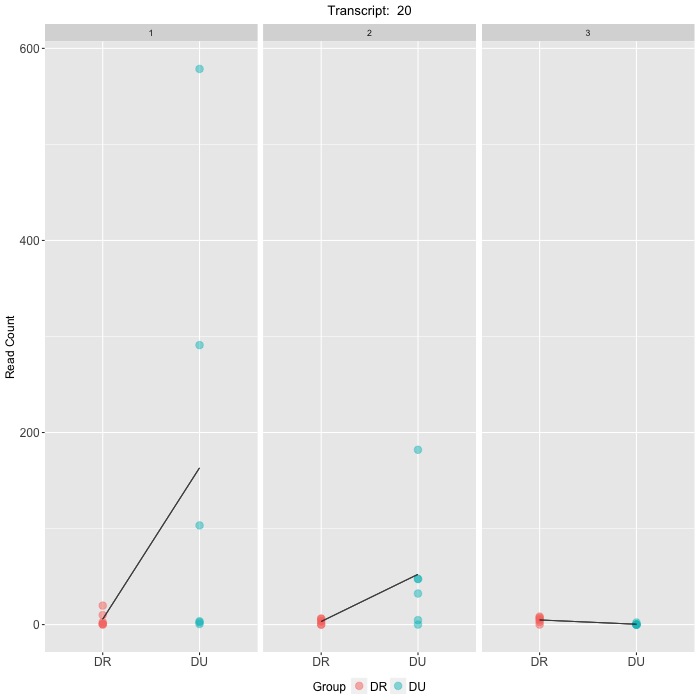 Transcript: 20
1 2 3
600
400
200
0
Read Count
DR DU DR DU DR DU
Group DR DU